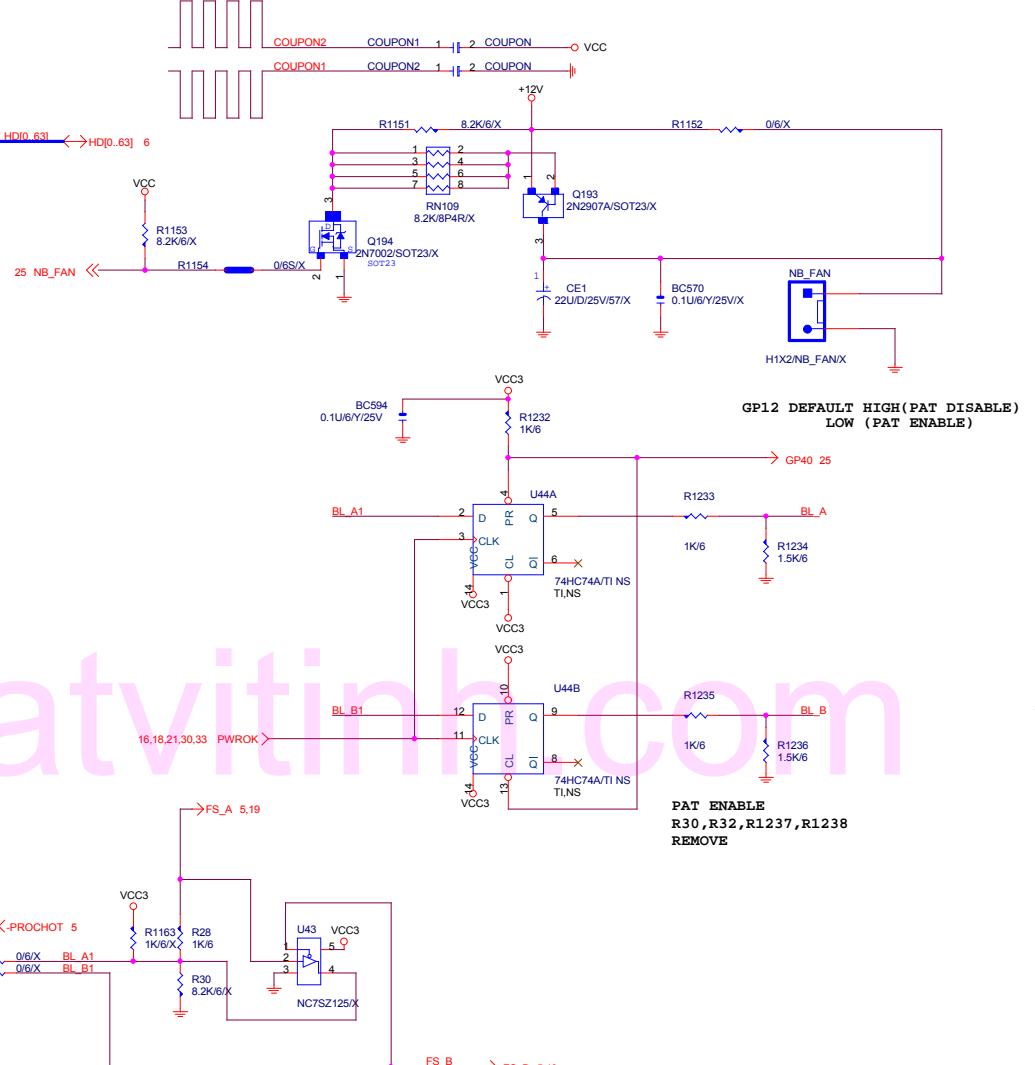 COUPON2 COUPON1 1 2 COUPON VCC
COUPON1 COUPON2 1 2 COUPON
+12V
HD[0..63] HD[0..63] 6
R1151 8.2K/6/X
R1152 0/6/X
1 2
3 4
5 6
7 8
RN109
8.2K/8P4R/X
1 2
Q193
2N2907A/SOT23/X
3
VCC
R1153
8.2K/6/X
3
D
G S
Q194
2N7002/SOT23/X
SOT23
2 1
25 NB_FAN
R1154 0/6S/X
1
+
CE1
22U/D/25V/57/X
BC570
0.1U/6/Y/25V/X
NB_FAN
H1X2/NB_FAN/X
GP12 DEFAULT HIGH(PAT DISABLE)
LOW (PAT ENABLE)
VCC3
BC594
0.1U/6/Y/25V
R1232
1K/6
GP40 25
U44A
BL_A1 2 D PR 4 Q 5
3 CLK
VCC CL QI 6
14 1
VCC3
VCC3
74HC74A/TI NS
TI,NS
R1233
1K/6
BL_A
R1234
1.5K/6
VCC3
U44B
BL_B1 12 D PR 10 Q 9
11 CLK
VCC CL QI 8
14 13
VCC3
74HC74A/TI NS
TI,NS
R1235
1K/6
BL_B
R1236
1.5K/6
16,18,21,30,33 PWROK
atvitinh.com
PAT ENABLE
R30,R32,R1237,R1238
REMOVE
FS_A 5,19
VCC3
-PROCHOT 5
R1163
1K/6/X
R28
1K/6
0/6/X BL_A1
0/6/X BL_B1
R30
8.2K/6/X
U43
VCC3
1 5
2
3 4
NC7SZ125/X
FS_B